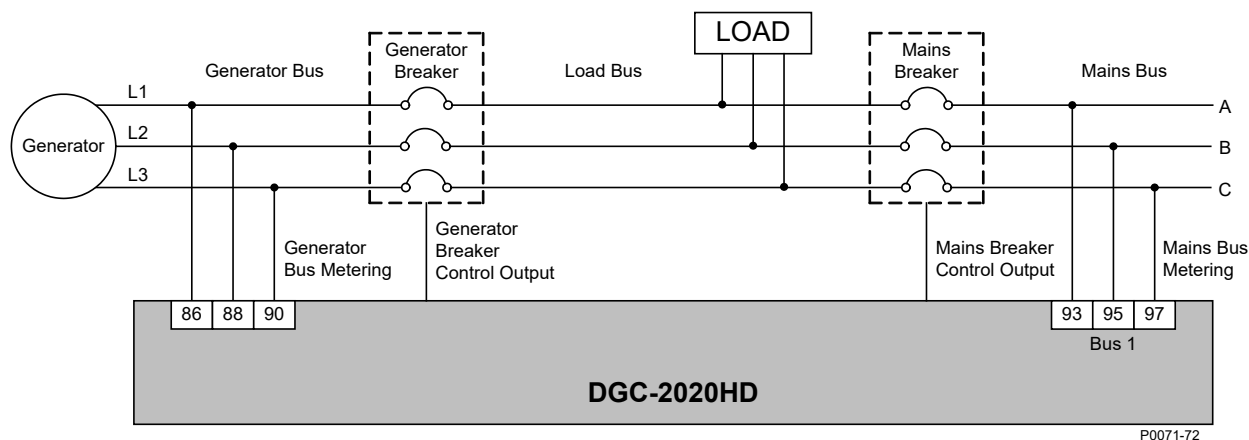 LOAD
Generator
Breaker
Mains
Breaker
Generator Bus
Load Bus
Mains Bus
L1
A
Generator
L2
B
L3
C
Generator
Bus Metering
Generator
Breaker
Control Output
Mains Breaker
Control Output
Mains Bus
Metering
86 88 90
93 95 97
Bus 1
DGC-2020HD
P0071-72